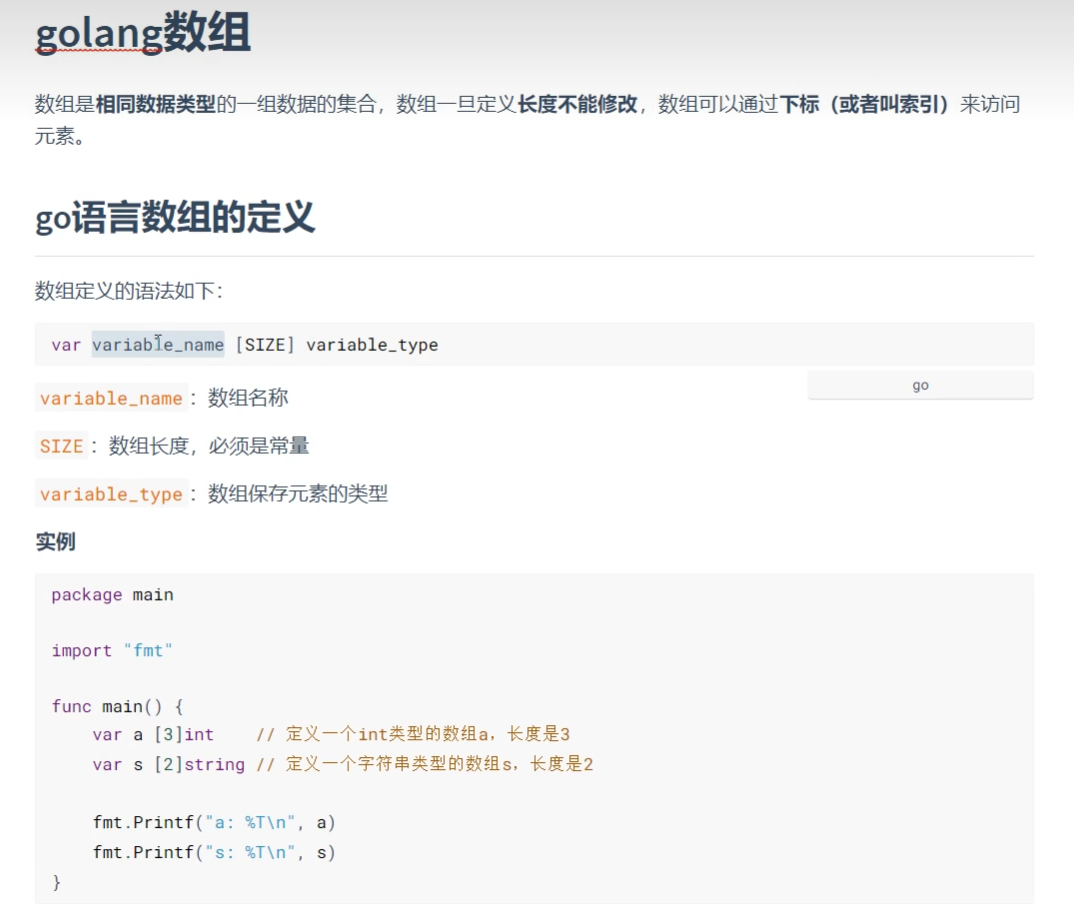 golang数组
数组是相同数据类型的一组数据的集合，数组一旦定义长度不能修改，数组可以通过下标（或者叫索引）来访问
元素。
go语言数组的定义
数组定义的语法如下：
var variable_name [SIZE] variable_type
go
variable_name：数组名称
SIZE：数组长度，必须是常量
variable_type：数组保存元素的类型
实例
package main
import "fmt"
func main() {
    var a [3]int    // 定义一个int类型的数组a，长度是3
    var s [2]string // 定义一个字符串类型的数组s，长度是2
    fmt.Printf("a: %T\n", a)
    fmt.Printf("s: %T\n", s)
}